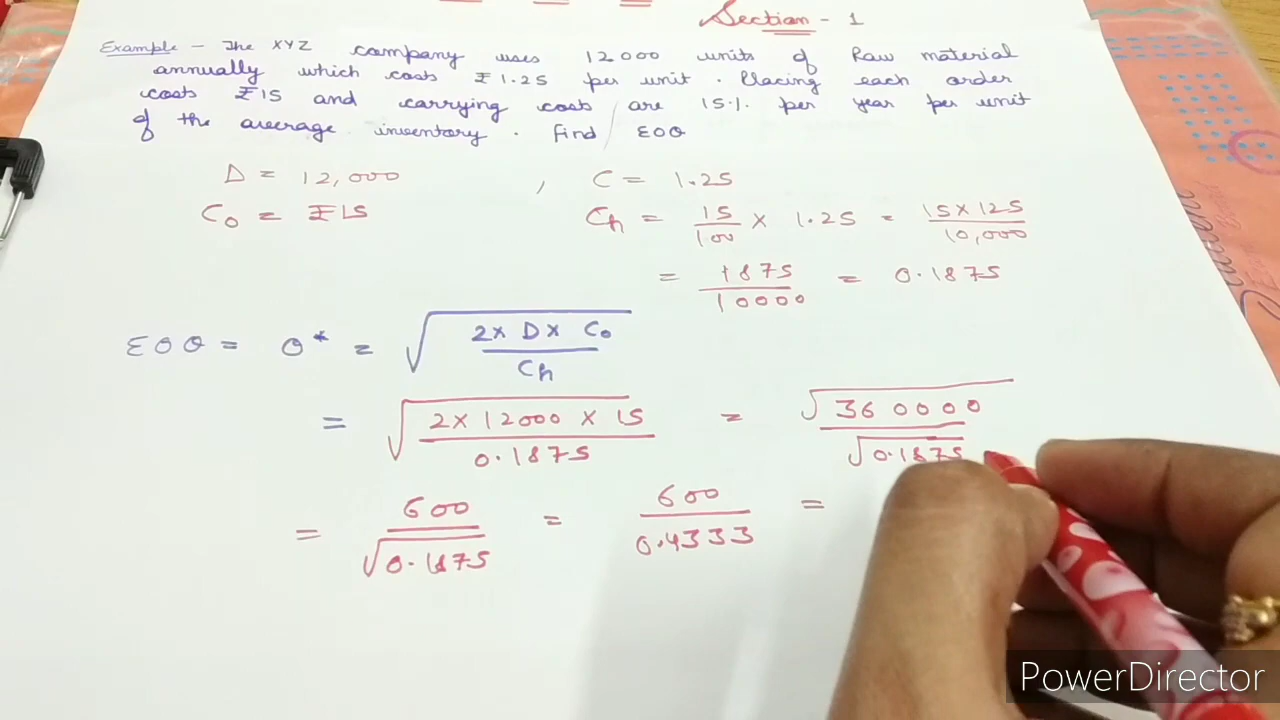 Section - 1
Example - The XYZ company uses 12000 units of Raw material
annually which costs ₹1.25 per unit. Placing each order
costs ₹15 and carrying costs are 15% per year per unit
of the average inventory. Find EOQ
D = 12,000 , C = 1.25
Co = ₹15 Ch = 15/100 × 1.25 = 15×125/10,000
= 1875/10000 = 0.1875
EOQ = Q* = √(2× D× Co/Ch)
= √(2×12000×15/0.1875) = √360000/√0.1875
= 600/√0.1875 = 600/0.4333 =
PowerDirector